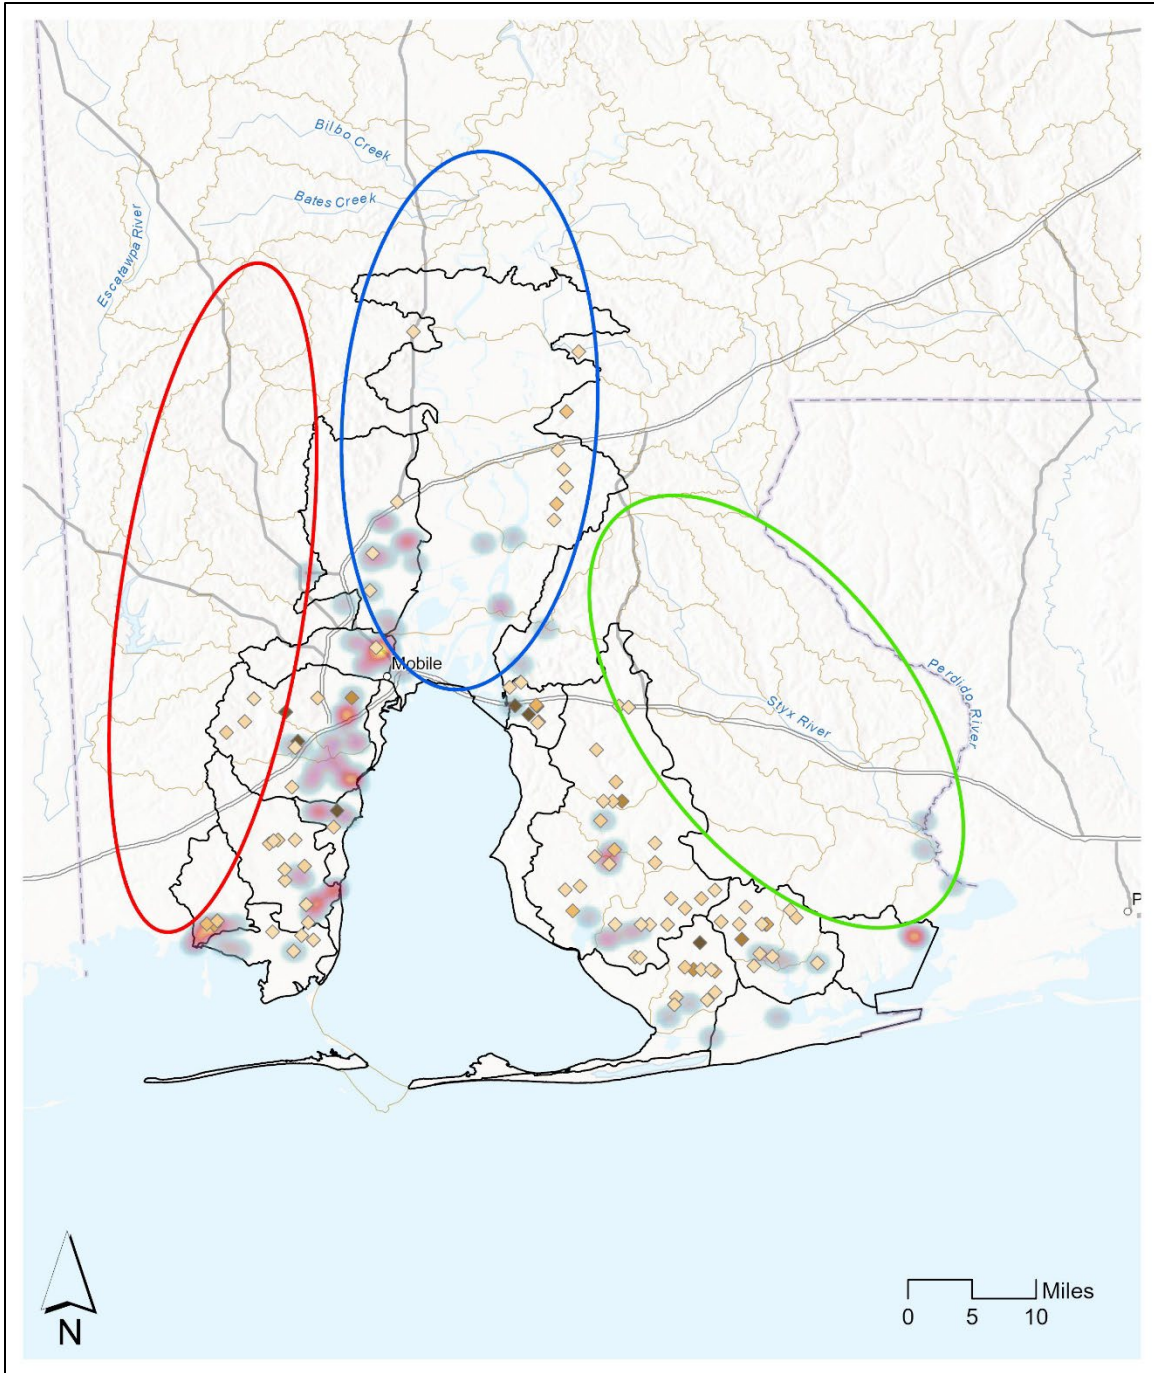 Bilbo Creek
Bates Creek
Escatawpa River
Mobile
Perdido River
Styx River
P
N
Miles
0 5 10